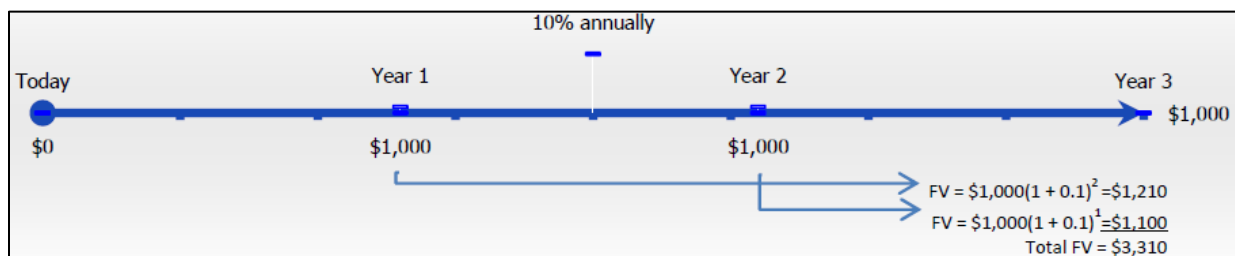 10% annually
Today
Year 1
Year 2
Year 3
$1,000
$0
$1,000
$1,000
FV = $1,000(1 + 0.1)² =$1,210
FV = $1,000(1 + 0.1)¹=$1,100
Total FV = $3,310